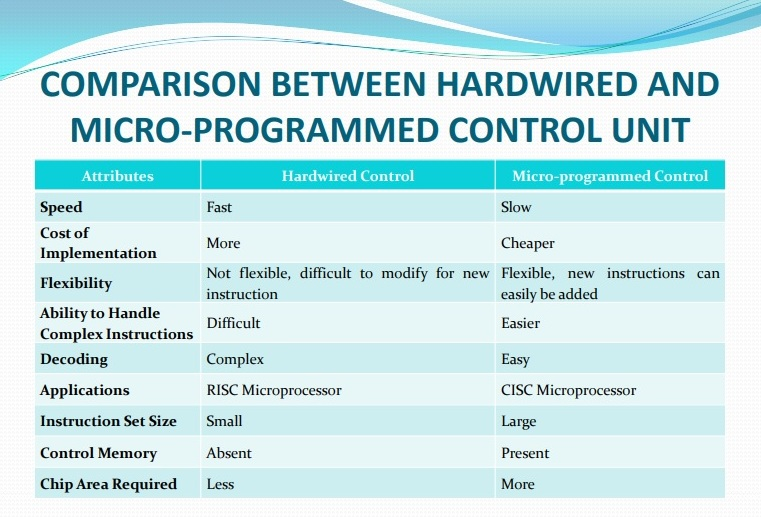 COMPARISON BETWEEN HARDWIRED AND
MICRO-PROGRAMMED CONTROL UNIT
Attributes Hardwired Control Micro-programmed Control
Speed Fast Slow
Cost of
Implementation More Cheaper
Flexibility Not flexible, difficult to modify for new
instruction Flexible, new instructions can
easily be added
Ability to Handle
Complex Instructions Difficult Easier
Decoding Complex Easy
Applications RISC Microprocessor CISC Microprocessor
Instruction Set Size Small Large
Control Memory Absent Present
Chip Area Required Less More